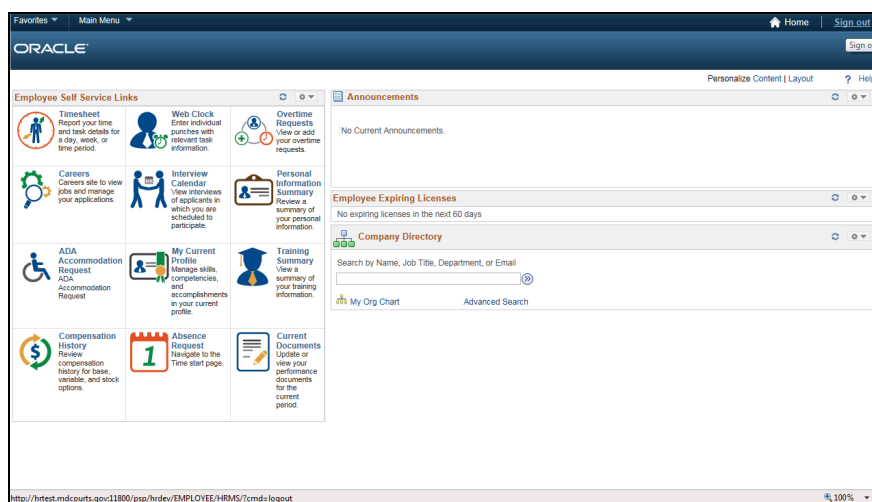 Favorites Main Menu Home Sign out
ORACLE
Sign o
Personalize Content | Layout ? Help
Employee Self Service Links
Timesheet
Report your time
and task details for
a day, week, or
time period.
Web Clock
Enter individual
punches with
relevant task
information.
Overtime
Requests
View or add
your overtime
requests.
Careers
Careers site to view
jobs and manage
your applications.
Interview
Calendar
View interviews
of applicants in
which you are
scheduled to
participate.
Personal
Information
Summary
Review a
summary of
your personal
information.
ADA
Accommodation
Request
ADA
Accommodation
Request
My Current
Profile
Manage skills,
competencies,
and
accomplishments
in your current
profile.
Training
Summary
View a
summary of
your training
information.
Compensation
History
Review
compensation
history for base,
variable, and stock
options.
1
Absence
Request
Navigate to the
Time start page.
Current
Documents
Update or
view your
performance
documents
for the
current
period.
Announcements
No Current Announcements.
Employee Expiring Licenses
No expiring licenses in the next 60 days
Company Directory
Search by Name, Job Title, Department, or Email
My Org Chart Advanced Search
http://hrtest.mdcourts.gov:11800/psp/hrdev/EMPLOYEE/HRMS/?cmd=logout 100%